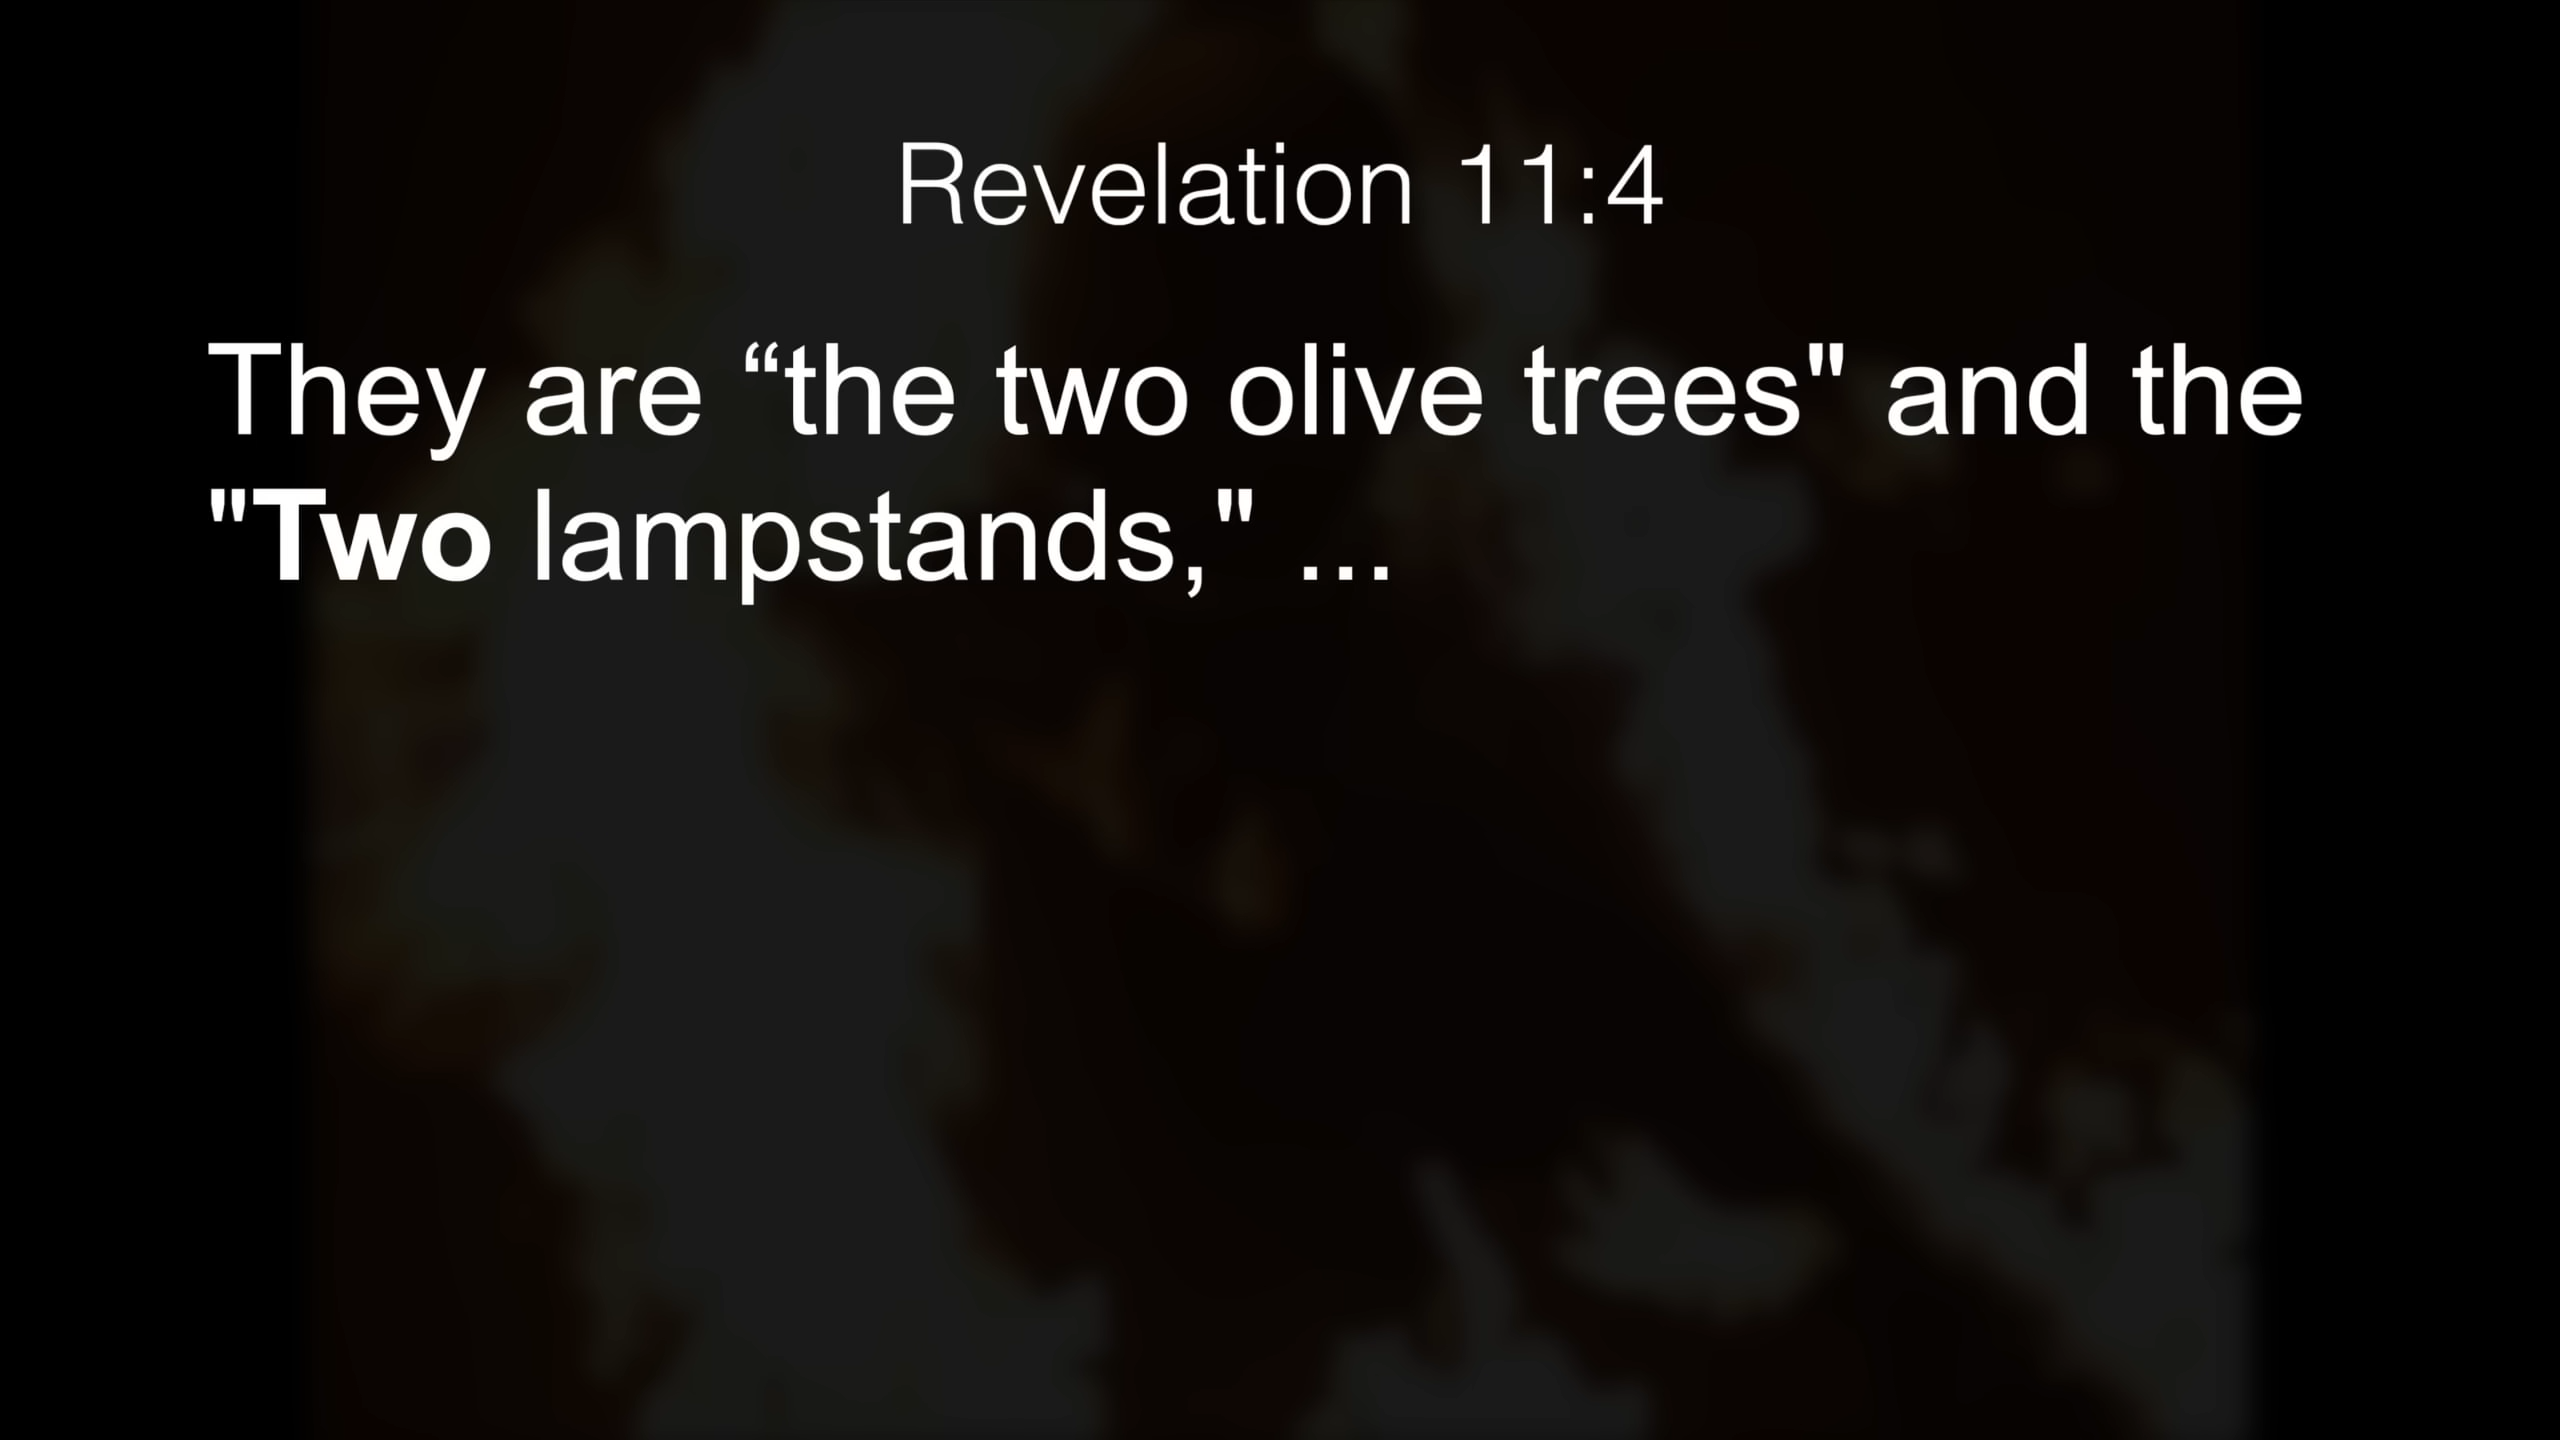 Revelation 11:4
They are “the two olive trees" and the
"Two lampstands," ...